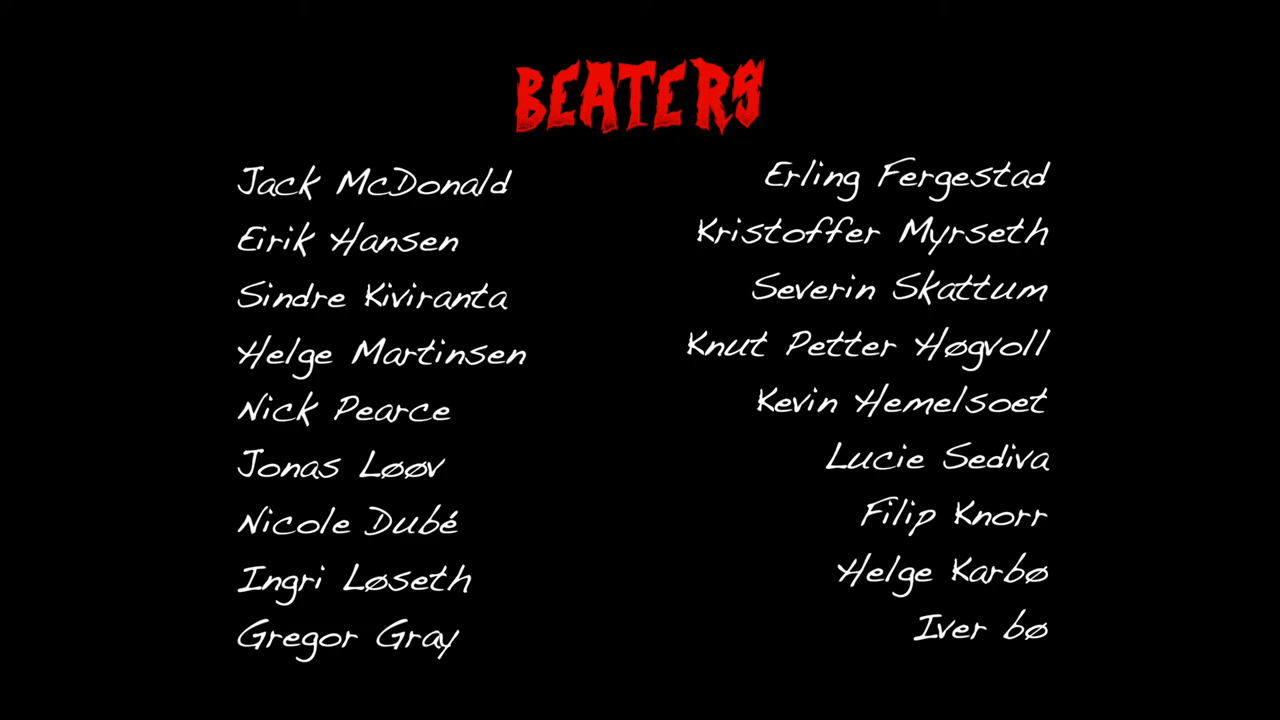 BEATERS
Jack McDonald
Eirik Hansen
Sindre Kiviranta
Helge Martinsen
Nick Pearce
Jonas Løøv
Nicole Dubé
Ingri Løseth
Gregor Gray
Erling Fergestad
Kristoffer Myrseth
Severin Skattum
Knut Petter Høgvoll
Kevin Hemelsoet
Lucie Sediva
Filip Knorr
Helge Karbø
Iver bø